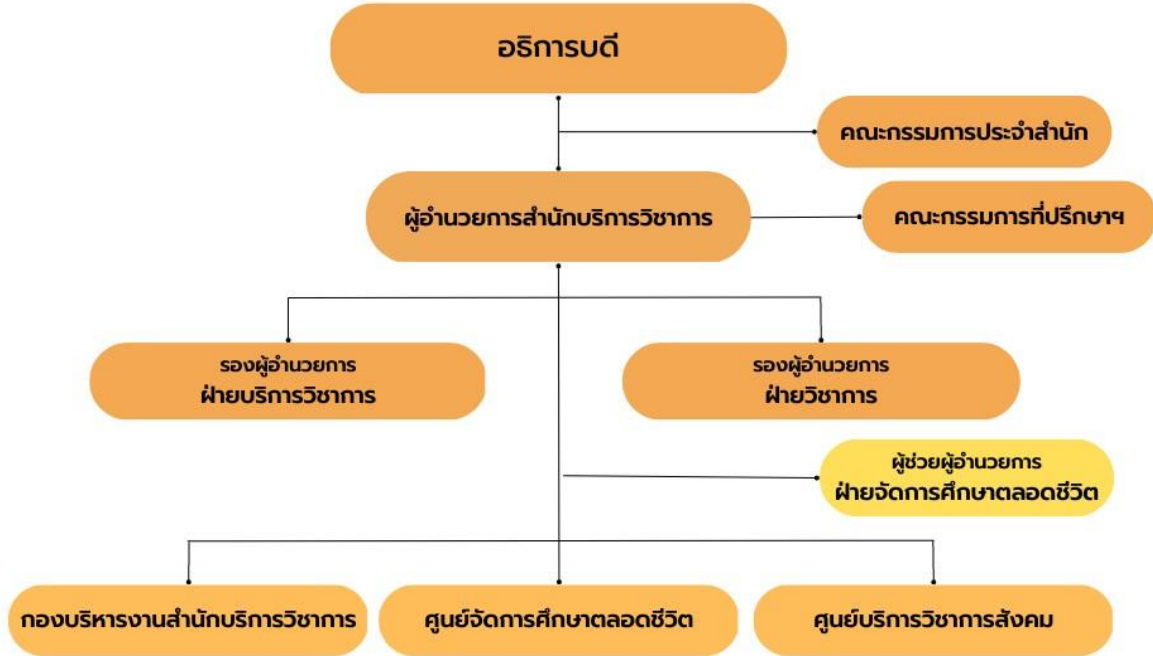 อธิการบดี
คณะกรรมการประจำสำนัก
ผู้อำนวยการสำนักบริการวิชาการ
คณะกรรมการที่ปรึกษาฯ
รองผู้อำนวยการ
ฝ่ายบริการวิชาการ
รองผู้อำนวยการ
ฝ่ายวิชาการ
ผู้ช่วยผู้อำนวยการ
ฝ่ายจัดการศึกษาตลอดชีวิต
กองบริหารงานสำนักบริการวิชาการ
ศูนย์จัดการศึกษาตลอดชีวิต
ศูนย์บริการวิชาการสังคม